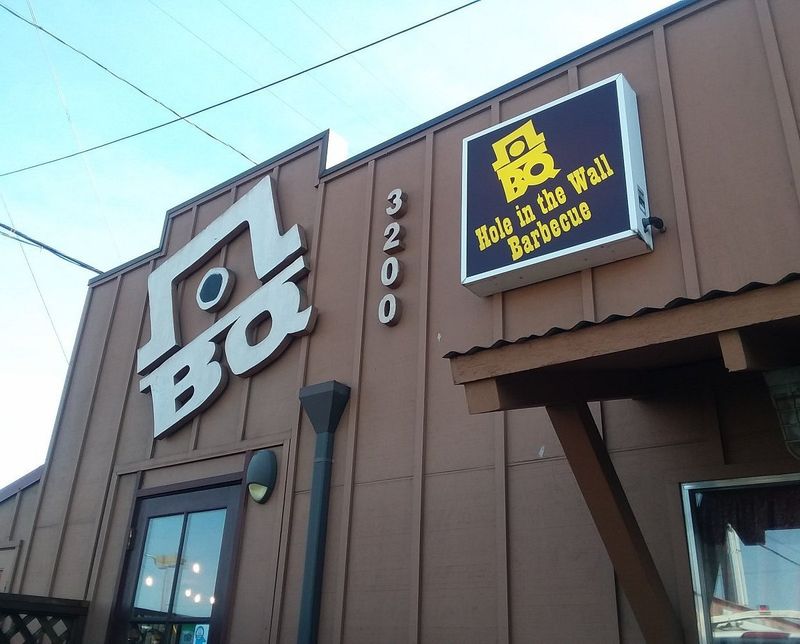 BQ
3200
BQ
Hole in the Wall
Barbecue